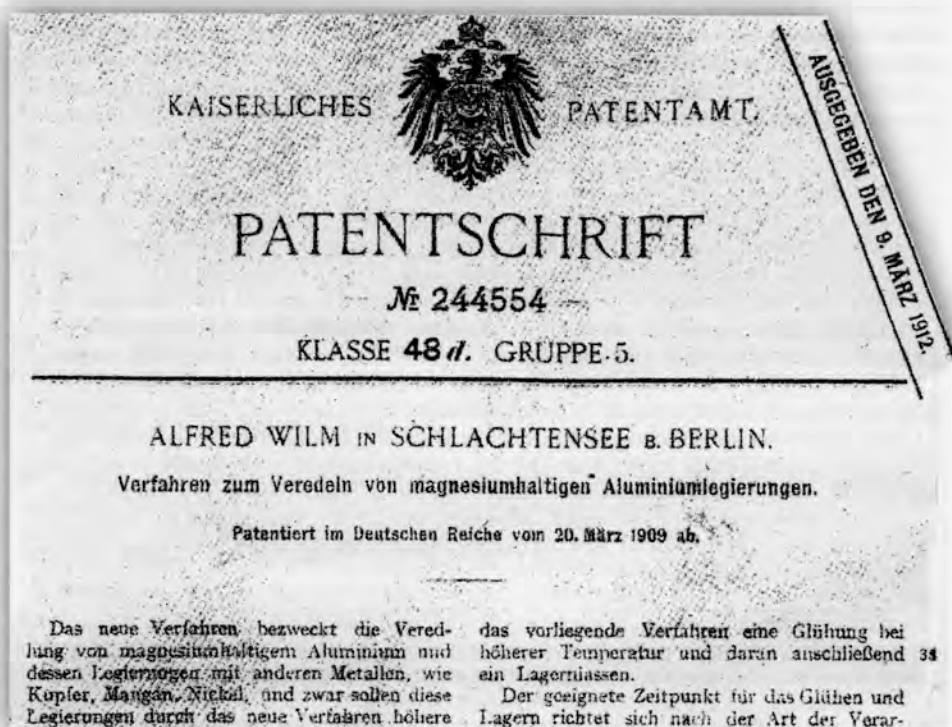 KAISERLICHES PATENTAMT.
AUSGEGEBEN DEN 9. MÄRZ 1912.
PATENTSCHRIFT
№ 244554
KLASSE 48d. GRUPPE 5.
ALFRED WILM IN SCHLACHTENSEE B. BERLIN.
Verfahren zum Veredeln von magnesiumhaltigen Aluminiumlegierungen.
Patentiert im Deutschen Reiche vom 20. März 1909 ab.
Das neue Verfahren bezweckt die Vered-
lung von magnesiumhaltigem Aluminium und
dessen Legierungen mit anderen Metallen, wie
Kupfer, Mangan, Nickel, und zwar sollen diese
Legierungen durch das neue Verfahren höhere
das vorliegende Verfahren eine Glühung bei
höherer Temperatur und daran anschließend
ein Lagernlassen.
Der geeignete Zeitpunkt für das Glühen und
Lagern richtet sich nach der Art der Verar-